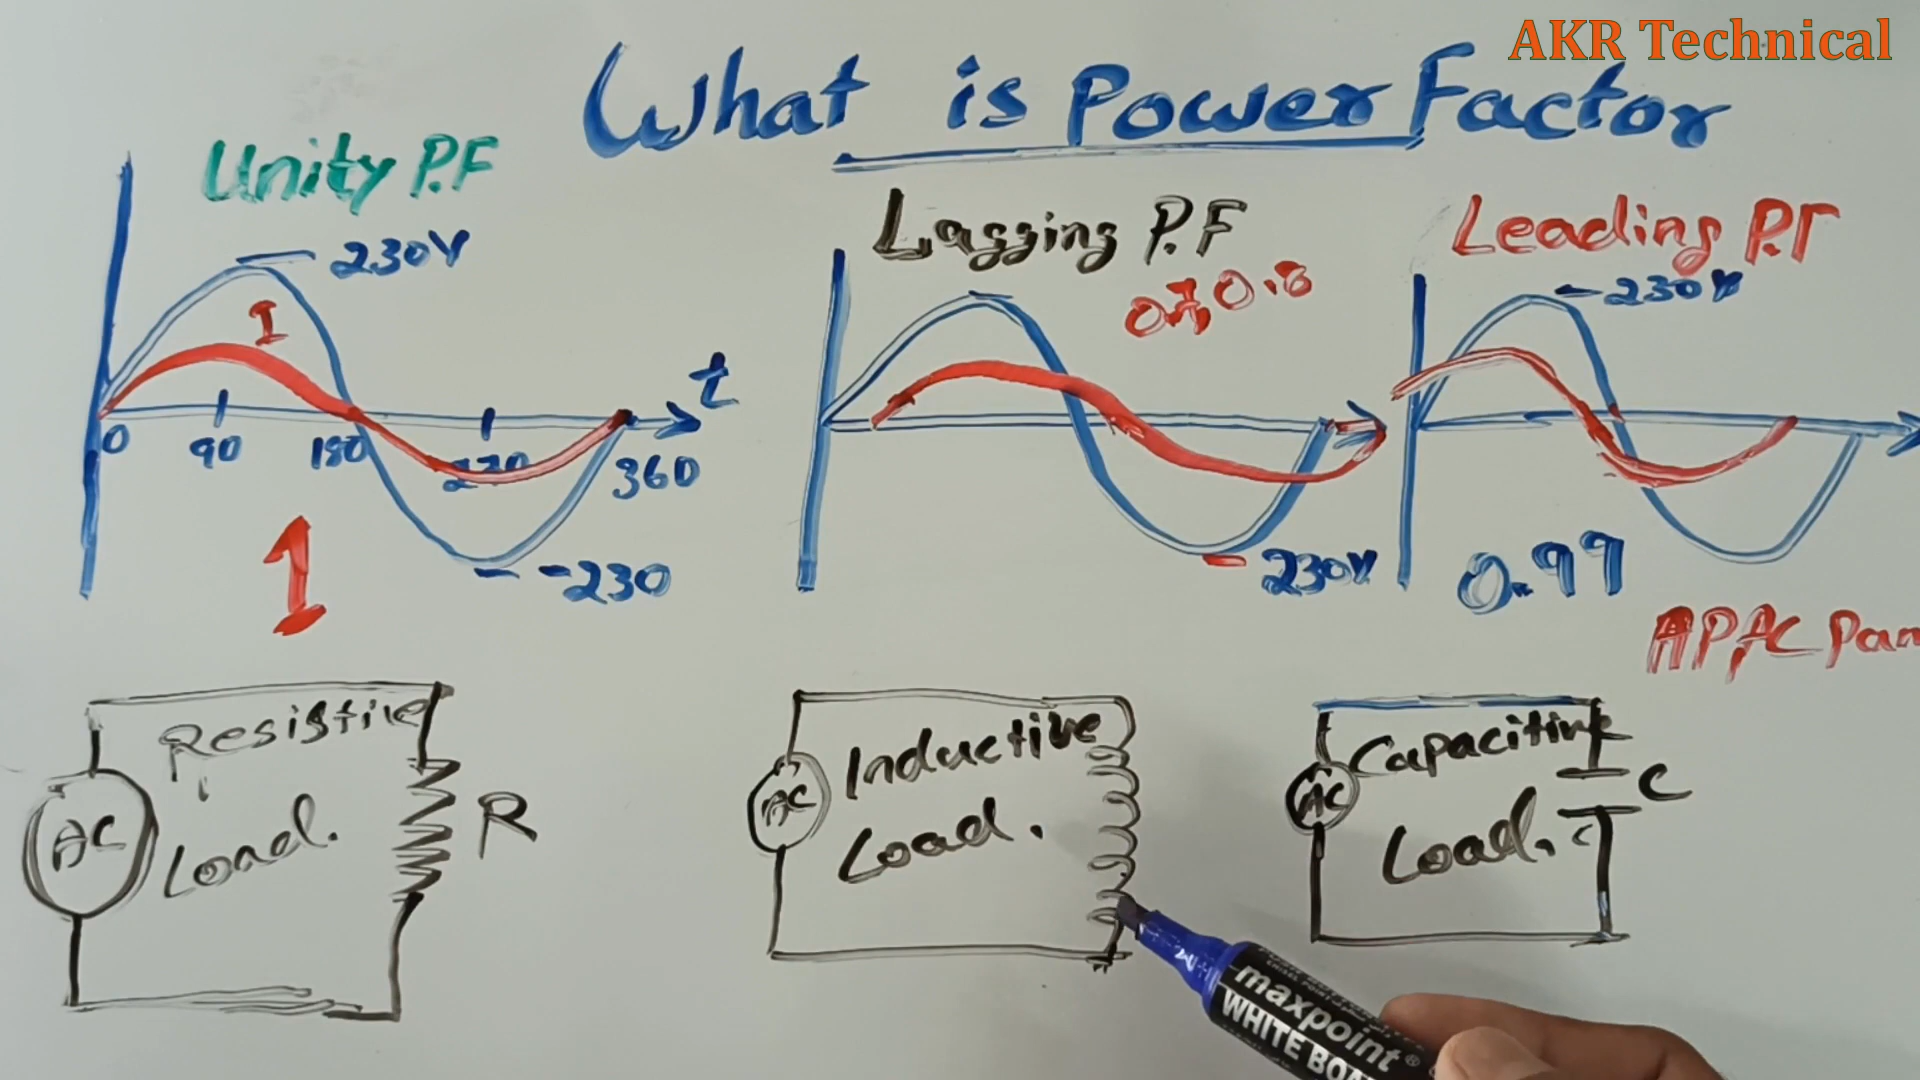 AKR Technical
What is Power Factor
Unity P.F
230V
I
t
0
90
180
270
360
1
-230
Lagging P.F
0.7, 0.8
230V
Leading P.F
-230V
0.99
APFC Pan
Resistive
Load.
AC
R
Inductive
Load.
AC
Capacitive
Load.
AC
C
maxpoint®
WHITE BOA